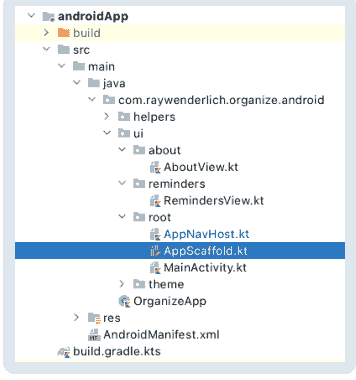 androidApp
build
src
main
java
com.raywenderlich.organize.android
helpers
ui
about
AboutView.kt
reminders
RemindersView.kt
root
AppNavHost.kt
AppScaffold.kt
MainActivity.kt
theme
OrganizeApp
res
AndroidManifest.xml
build.gradle.kts